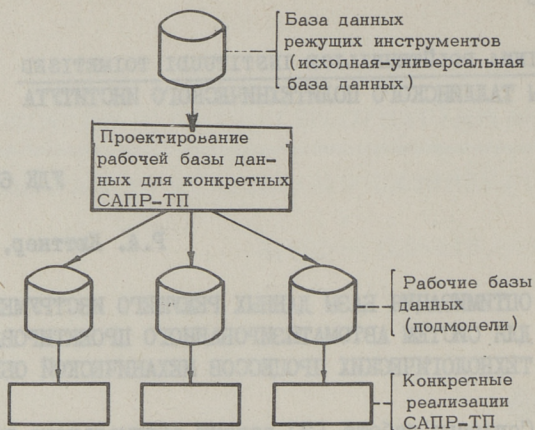 База данных
режущих инструментов
(исходная-универсальная
база данных)
Проектирование
рабочей базы дан-
ных для конкретных
САПР-ТП
Рабочие базы
данных
(подмодели)
Конкретные
реализации
САПР-ТП